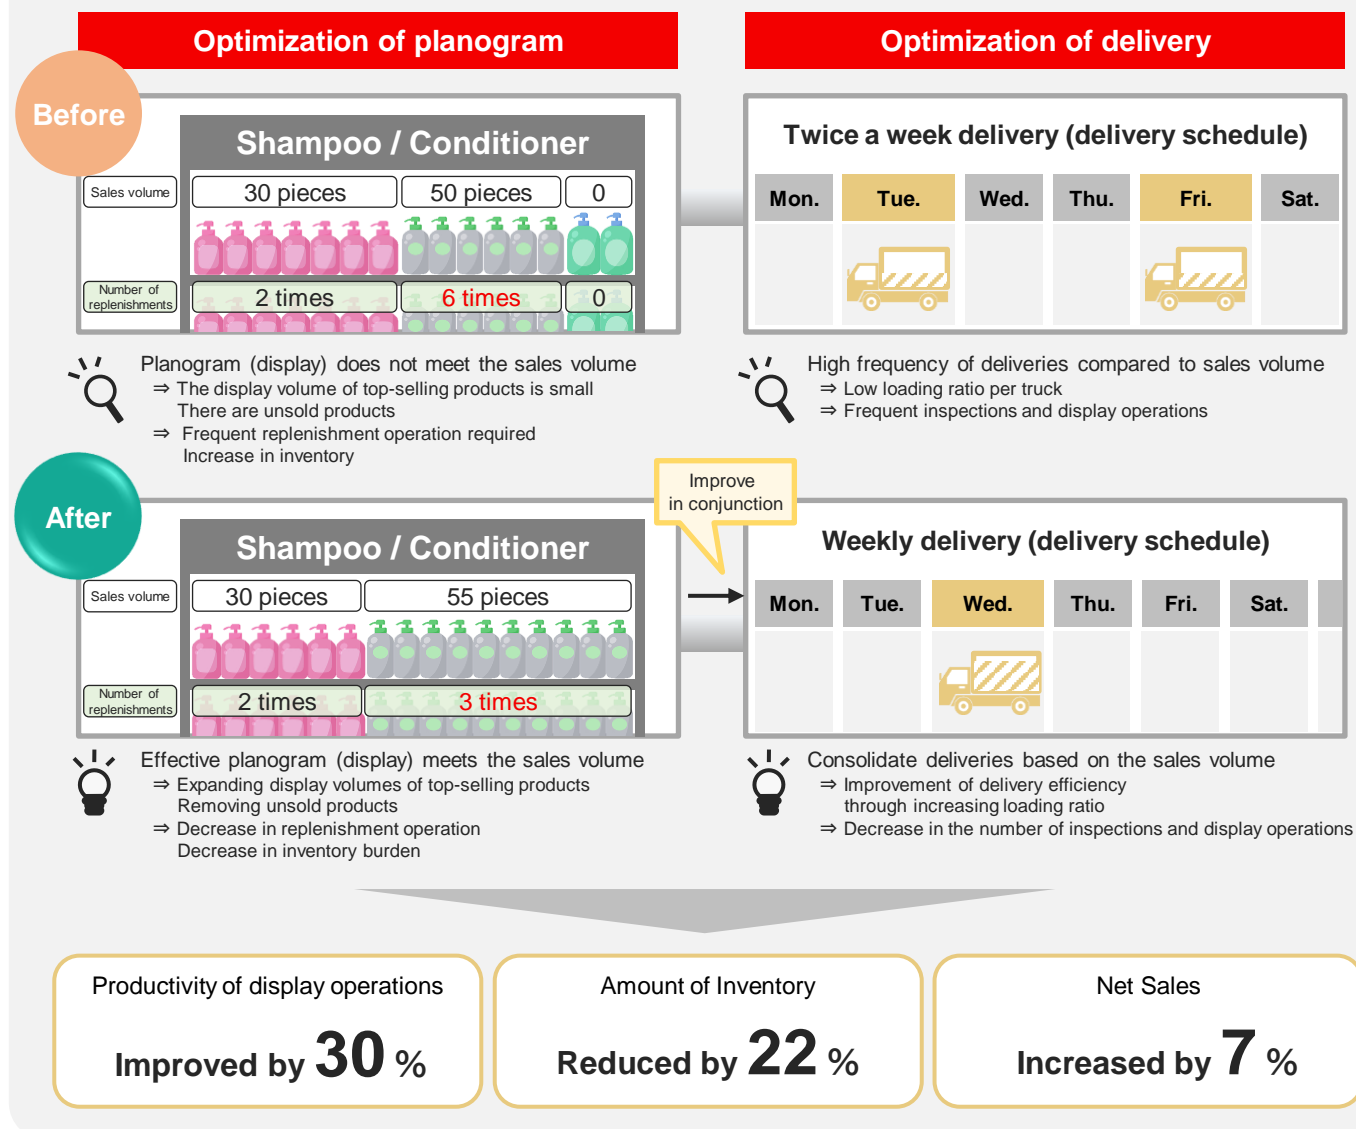 Optimization of planogram
Optimization of delivery
Before
Shampoo / Conditioner
Sales volume
30 pieces
50 pieces
0
Number of
replenishments
2 times
6 times
0
Twice a week delivery (delivery schedule)
Mon.
Tue.
Wed.
Thu.
Fri.
Sat.
Planogram (display) does not meet the sales volume
⇒ The display volume of top-selling products is small
There are unsold products
⇒ Frequent replenishment operation required
Increase in inventory
High frequency of deliveries compared to sales volume
⇒ Low loading ratio per truck
⇒ Frequent inspections and display operations
After
Shampoo / Conditioner
Sales volume
30 pieces
55 pieces
Number of
replenishments
2 times
3 times
Improve
in conjunction
Weekly delivery (delivery schedule)
Mon.
Tue.
Wed.
Thu.
Fri.
Sat.
Effective planogram (display) meets the sales volume
⇒ Expanding display volumes of top-selling products
Removing unsold products
⇒ Decrease in replenishment operation
Decrease in inventory burden
Consolidate deliveries based on the sales volume
⇒ Improvement of delivery efficiency
through increasing loading ratio
⇒ Decrease in the number of inspections and display operations
Productivity of display operations
Improved by 30 %
Amount of Inventory
Reduced by 22 %
Net Sales
Increased by 7 %